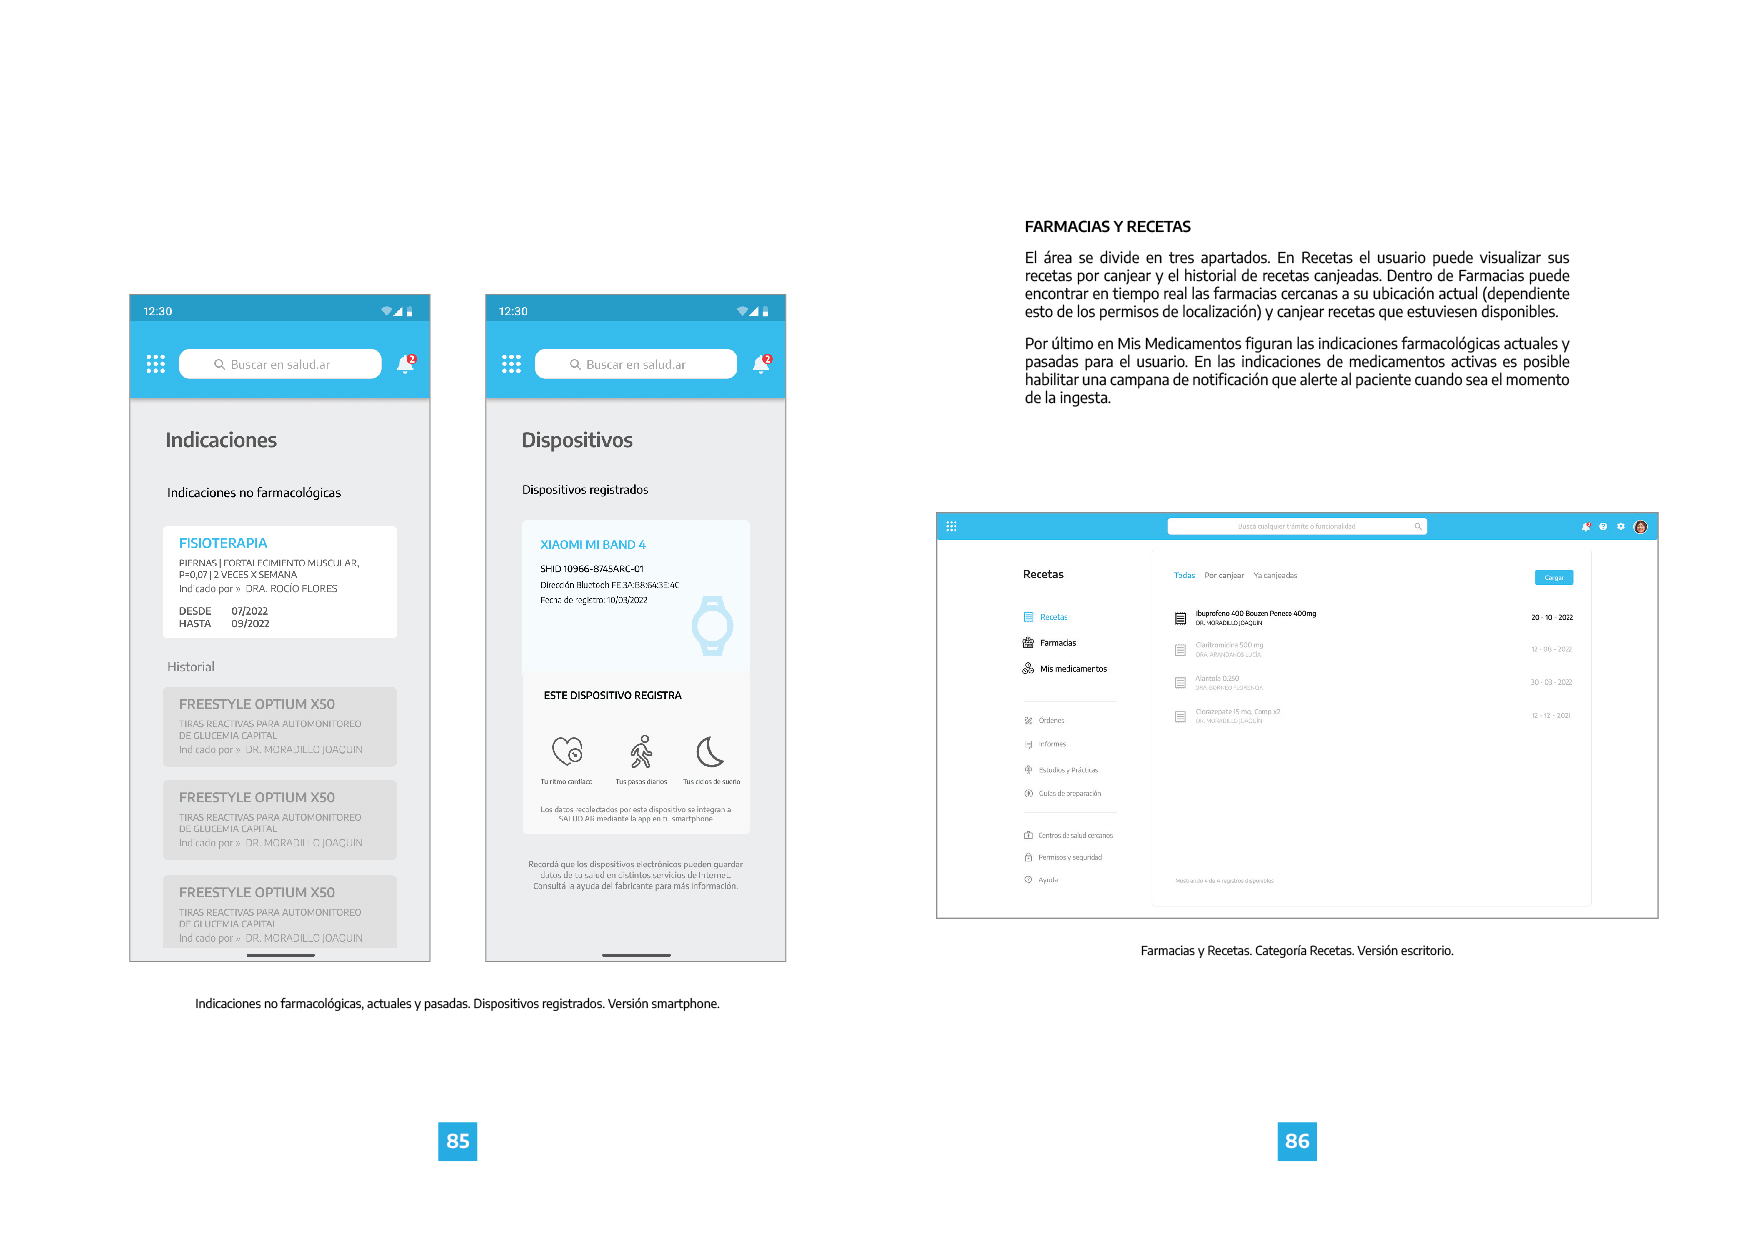 12:30
Buscar en salud.ar
2
Indicaciones
Indicaciones no farmacológicas
FISIOTERAPIA
PIERNAS | FORTALECIMIENTO MUSCULAR,
P=0,07 | 2 VECES X SEMANA
Indicado por » DRA. ROCÍO FLORES
DESDE 07/2022
HASTA 09/2022
Historial
FREESTYLE OPTIUM X50
TIRAS REACTIVAS PARA AUTOMONITOREO
DE GLUCEMIA CAPITAL
Indicado por » DR. MORADILLO JOAQUIN
FREESTYLE OPTIUM X50
TIRAS REACTIVAS PARA AUTOMONITOREO
DE GLUCEMIA CAPITAL
Indicado por » DR. MORADILLO JOAQUIN
FREESTYLE OPTIUM X50
TIRAS REACTIVAS PARA AUTOMONITOREO
DE GLUCEMIA CAPITAL
Indicado por » DR. MORADILLO JOAQUIN
12:30
Buscar en salud.ar
2
Dispositivos
Dispositivos registrados
XIAOMI MI BAND 4
SHID 10966-8745ARC-01
Dirección Bluetooh FE:3A:B8:64:3E:4C
Fecha de registro: 10/03/2022
ESTE DISPOSITIVO REGISTRA
Tu ritmo cardíaco Tus pasos diarios Tus ciclos de sueño
Los datos recolectados por este dispositivo se integran a
SALUD.AR mediante la app en tu smartphone
Recordá que los dispositivos electrónicos pueden guardar
datos de tu salud en distintos servicios de Internet.
Consultá la ayuda del fabricante para más información.
Indicaciones no farmacológicas, actuales y pasadas. Dispositivos registrados. Versión smartphone.
85
FARMACIAS Y RECETAS
El área se divide en tres apartados. En Recetas el usuario puede visualizar sus
recetas por canjear y el historial de recetas canjeadas. Dentro de Farmacias puede
encontrar en tiempo real las farmacias cercanas a su ubicación actual (dependiente
esto de los permisos de localización) y canjear recetas que estuviesen disponibles.
Por último en Mis Medicamentos figuran las indicaciones farmacológicas actuales y
pasadas para el usuario. En las indicaciones de medicamentos activas es posible
habilitar una campana de notificación que alerte al paciente cuando sea el momento
de la ingesta.
Buscá cualquier trámite o funcionalidad
Recetas
Recetas
Farmacias
Mis medicamentos
Órdenes
Informes
Estudios y Prácticas
Guías de preparación
Centros de salud cercanos
Permisos y seguridad
Ayuda
Todas Por canjear Ya canjeadas
Cargar
Ibuprofeno 400 Bouzen Peneco 400mg
DR. MORADILLO JOAQUÍN
20 - 10 - 2022
Claritromicina 500 mg
DRA. ARANDANOS LUCÍA
12 - 06 - 2022
Alantola 0.250
DRA. BORNEO FLORENCIA
30 - 03 - 2022
Clorazepate 15 mg. Comp x2
DR. MORADILLO JOAQUÍN
12 - 12 - 2021
Mostrando 4 de 4 registros disponibles
Farmacias y Recetas. Categoría Recetas. Versión escritorio.
86